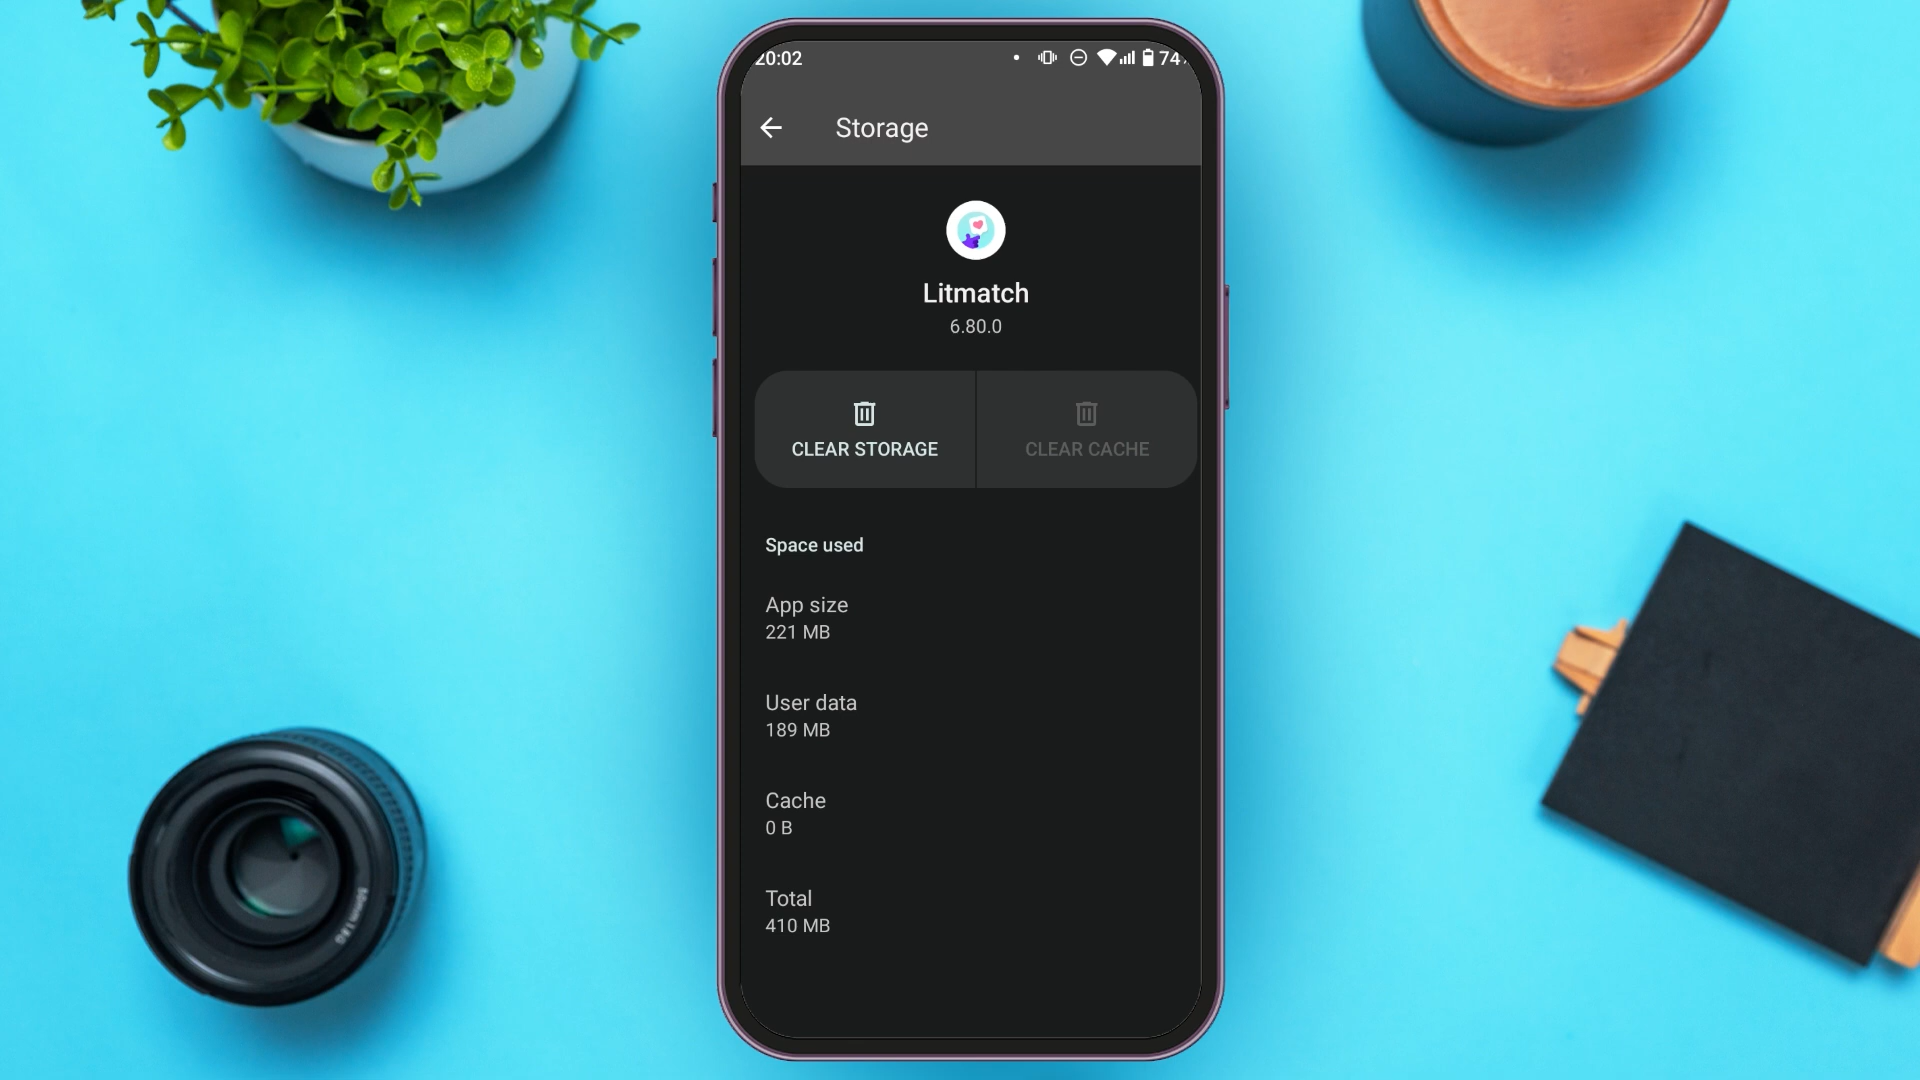 20:02
74
Storage
Litmatch
6.80.0
CLEAR STORAGE
CLEAR CACHE
Space used
App size
221 MB
User data
189 MB
Cache
0 B
Total
410 MB